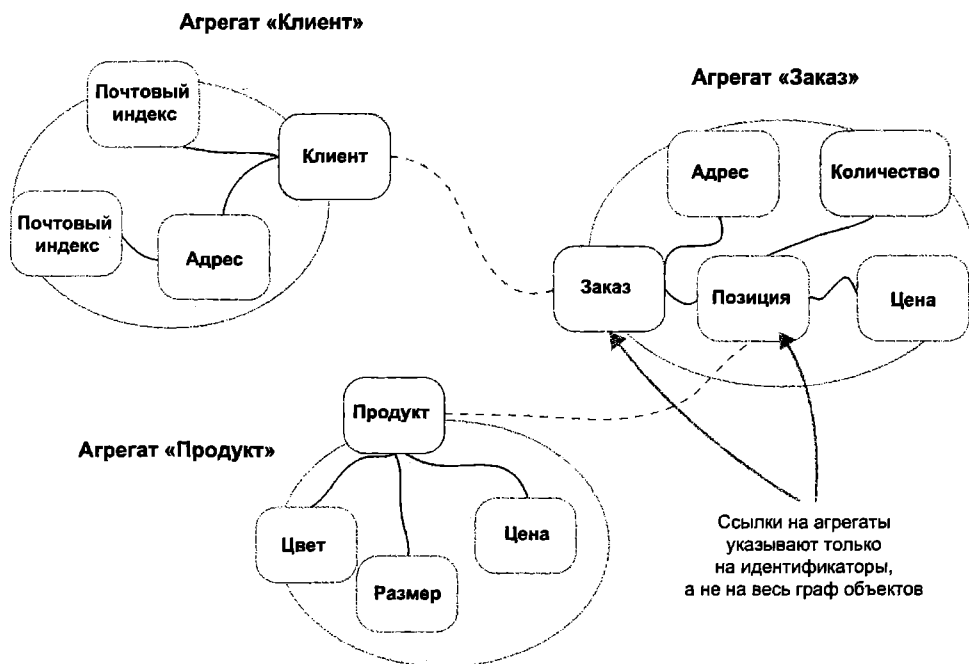 Агрегат «Клиент»
Почтовый
индекс
Клиент
Почтовый
индекс
Адрес
Агрегат «Заказ»
Адрес
Количество
Заказ
Позиция
Цена
Агрегат «Продукт»
Продукт
Цвет
Размер
Цена
Ссылки на агрегаты
указывают только
на идентификаторы,
а не на весь граф объектов